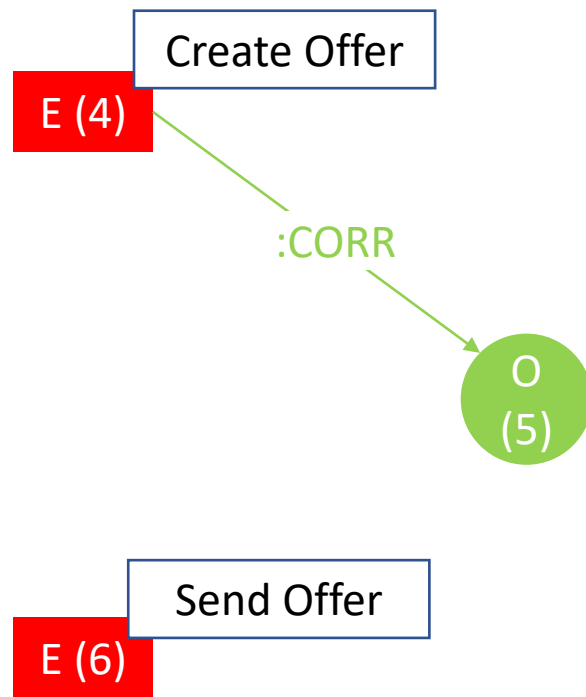 Create Offer
E (4)
:CORR
O
(5)
Send Offer
E (6)